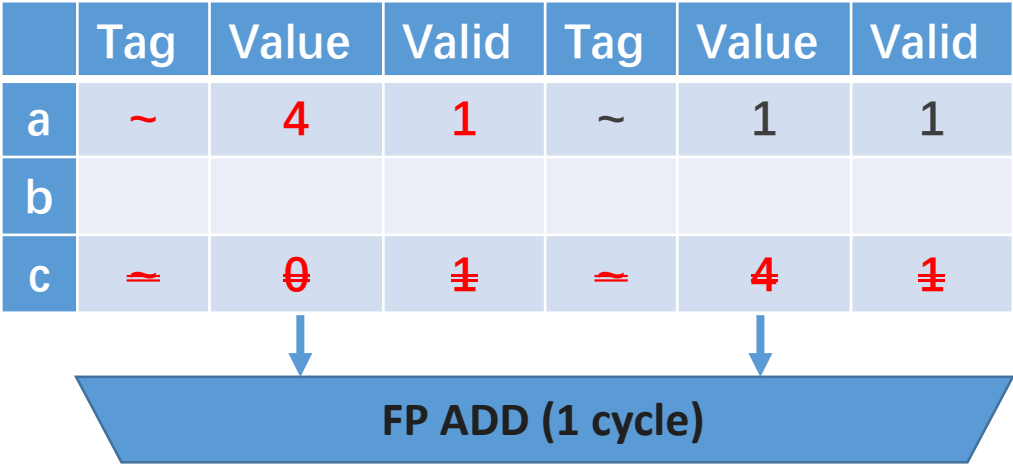 Tag Value Valid Tag Value Valid
a ~ 4 1 ~ 1 1
b
c ~ 0 1 ~ 4 1
FP ADD (1 cycle)